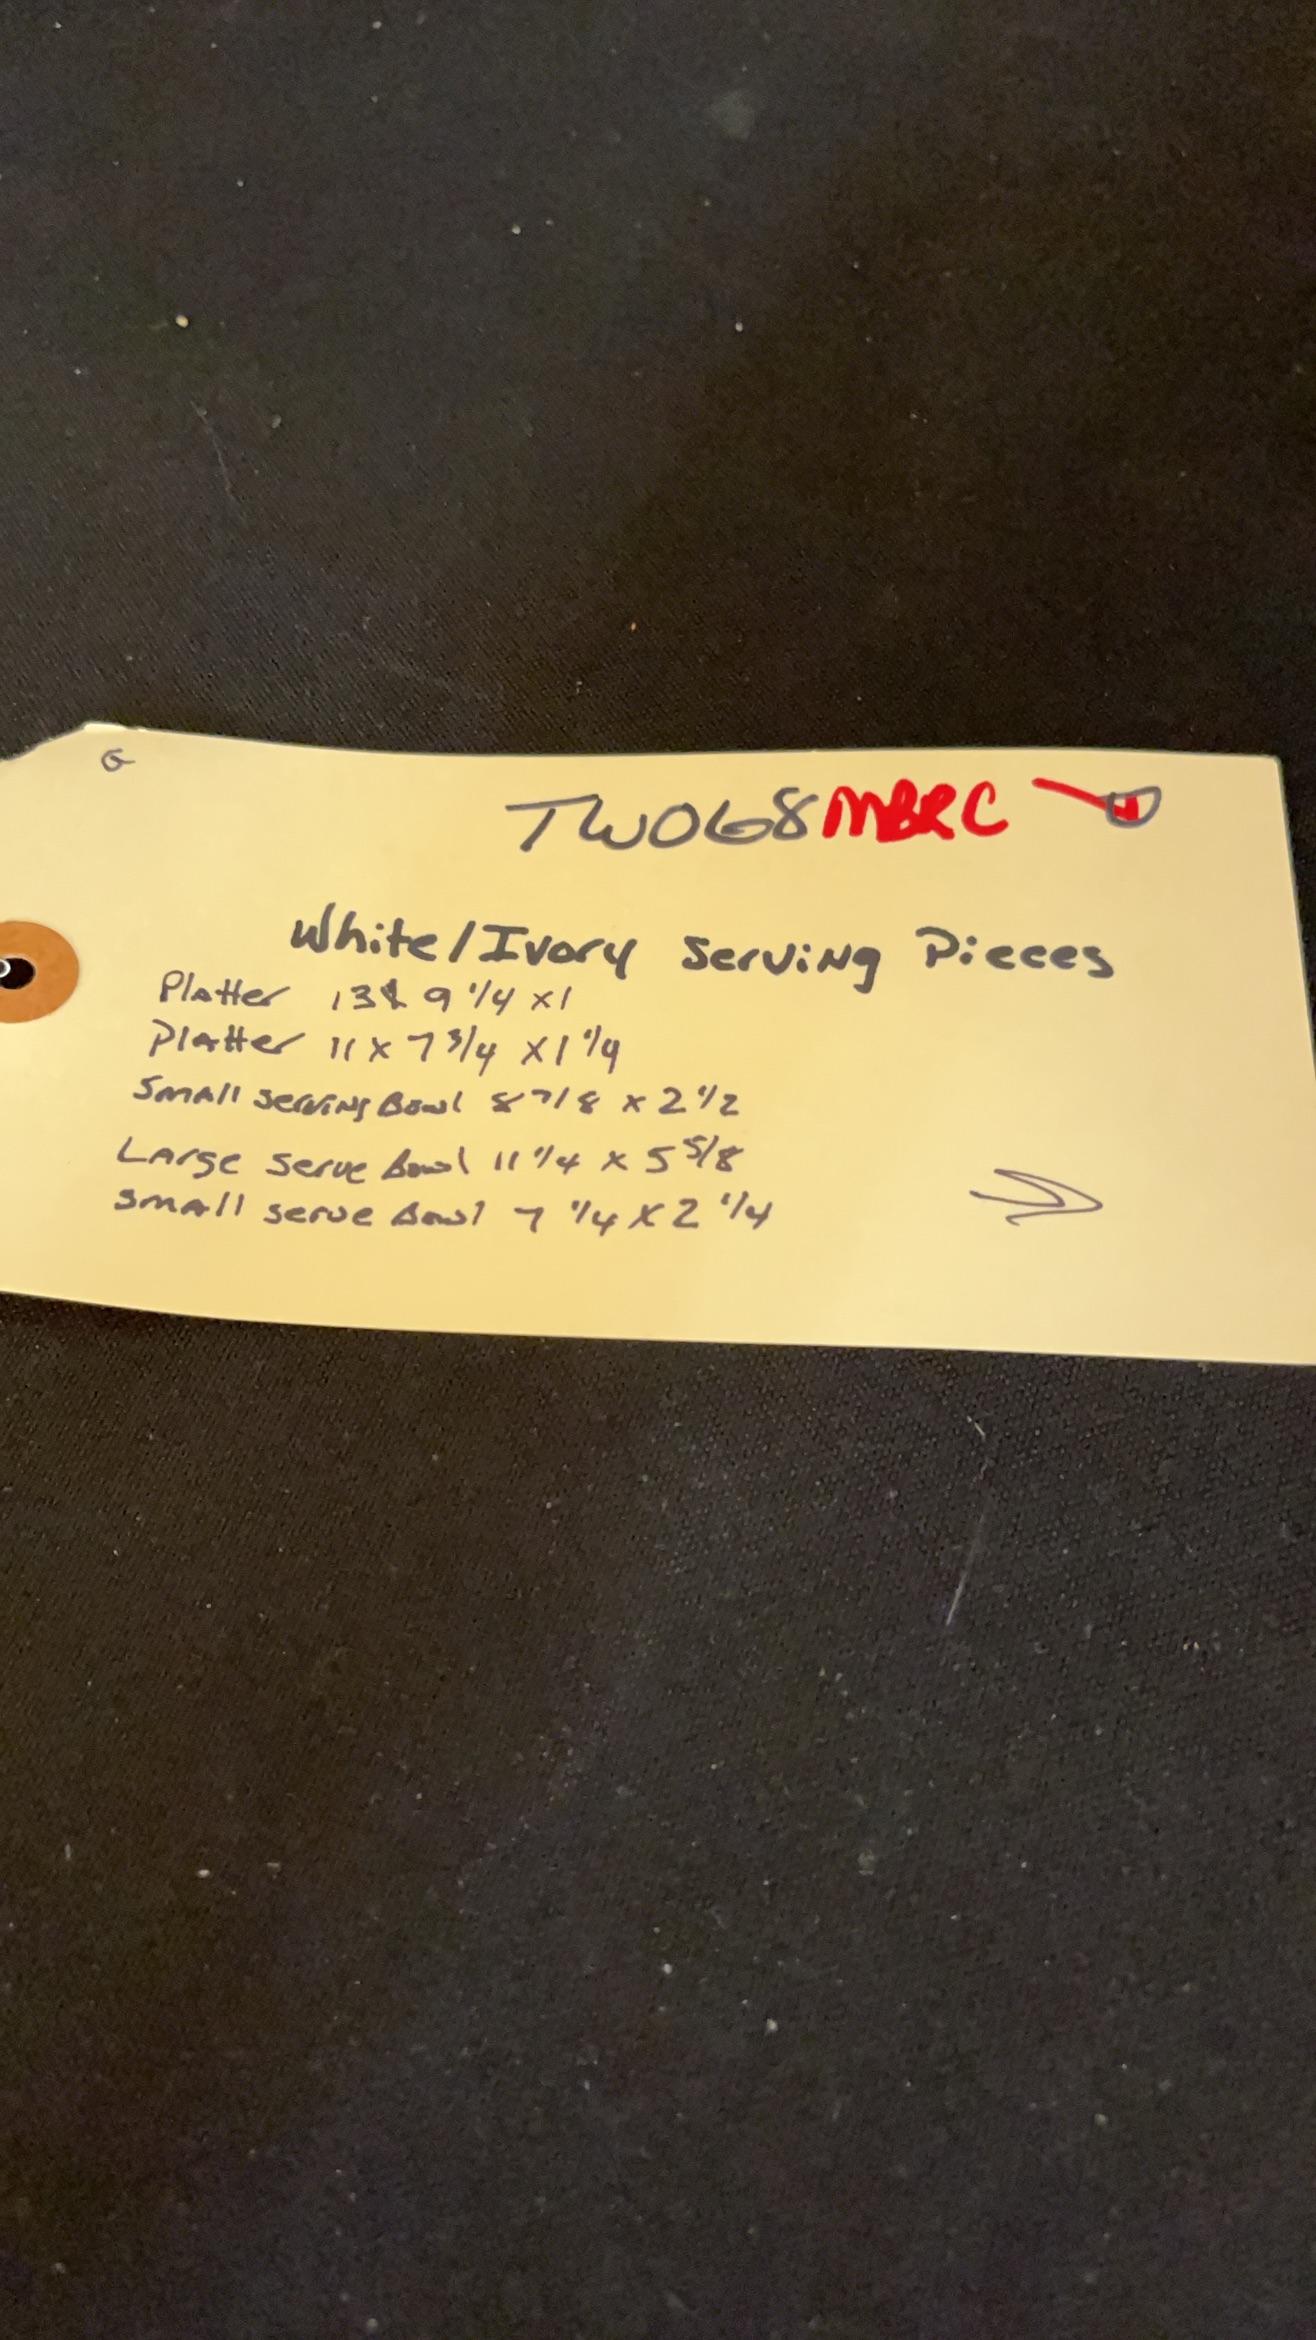 G
TW068MBRC
White/Ivory Serving Pieces
Platter 13x 9 1/4 x1
Platter 11 x 7 3/4 x1 1/4
Small serving Bowl 8 7/8 x 2 1/2
Large serve Bowl 11 1/4 x 5 5/8
Small serve Bowl 7 1/4 x 2 1/4